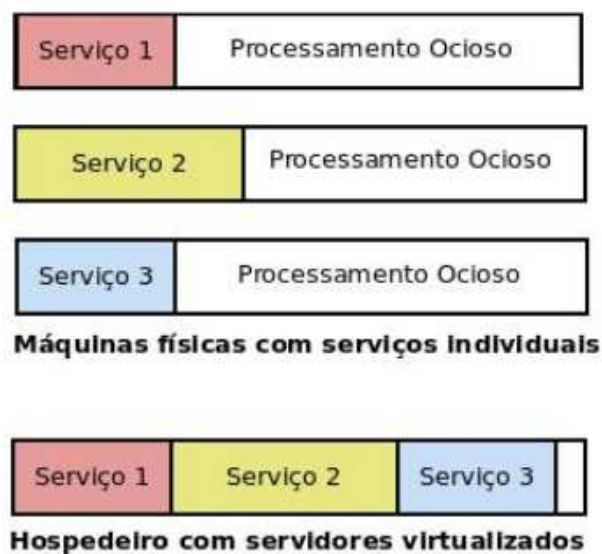 Serviço 1 Processamento Ocioso
Serviço 2 Processamento Ocioso
Serviço 3 Processamento Ocioso
Máquinas físicas com serviços individuais
Serviço 1 Serviço 2 Serviço 3
Hospedeiro com servidores virtualizados